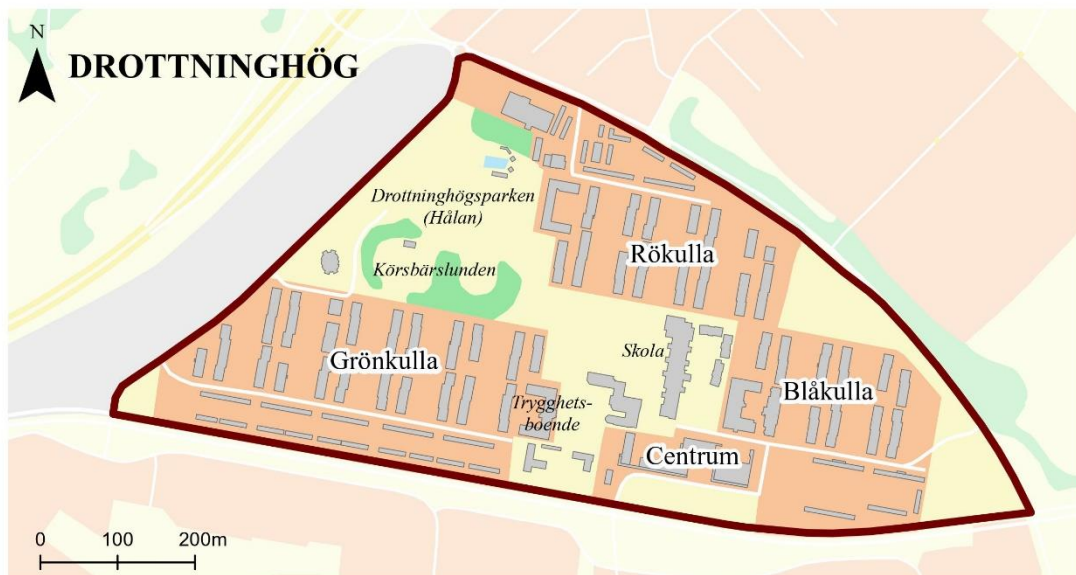 N
DROTTNINGHÖG
Drottninghögsparken
(Hålan)
Rökulla
Körsbärslunden
Skola
Grönkulla
Blåkulla
Trygghets-
boende
Centrum
0 100 200m